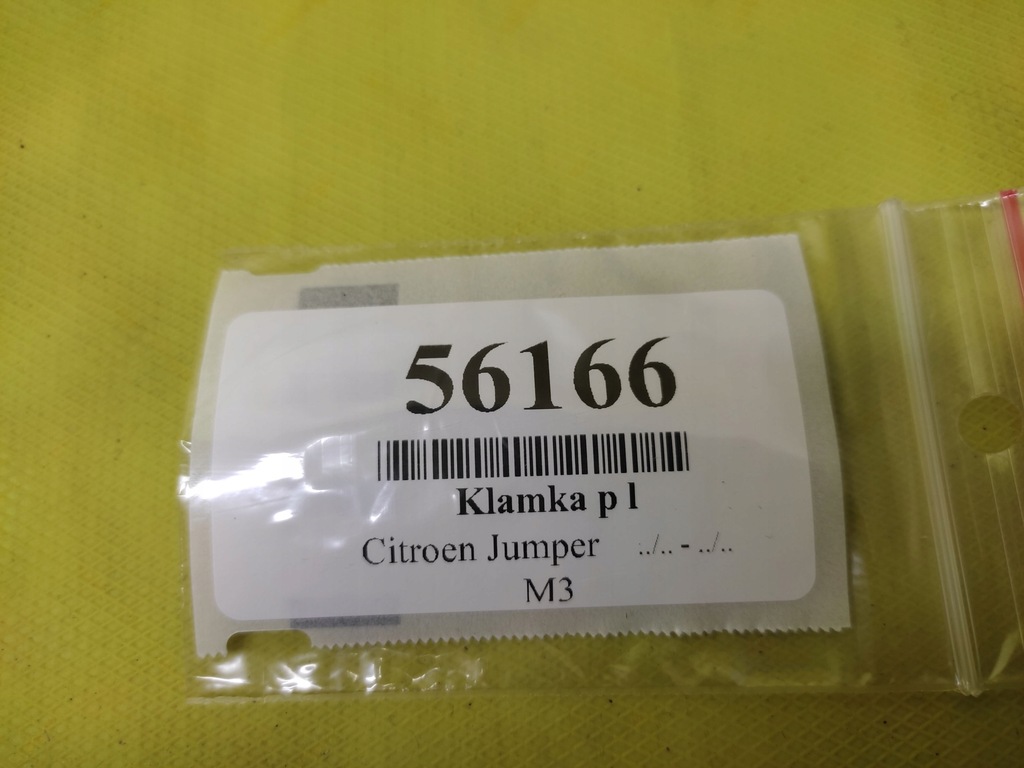 56166
Klamka p l
Citroen Jumper ../.. - ../..
M3